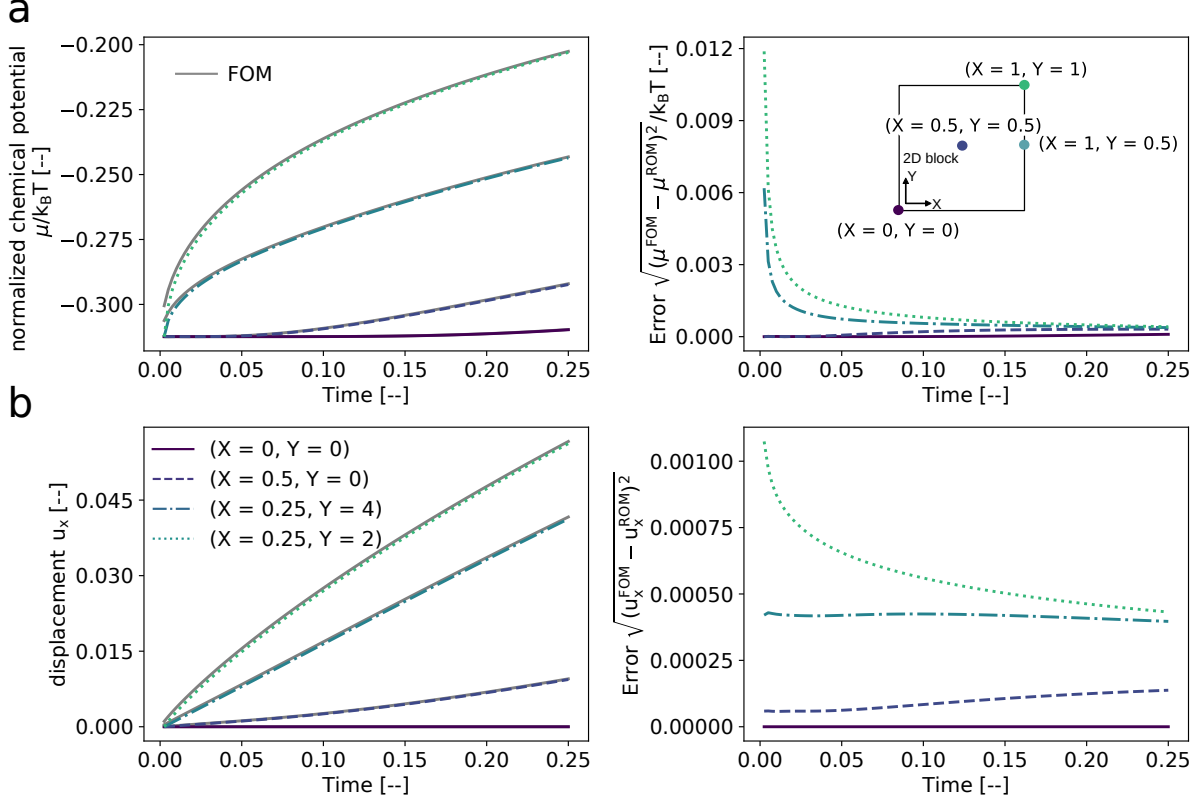 a
normalized chemical potential
μ/k_BT [--]
−0.200
−0.225
−0.250
−0.275
−0.300
FOM
0.00 0.05 0.10 0.15 0.20 0.25
Time [--]
Error √(μ^FOM − μ^ROM)²/k_BT [--]
0.012
0.009
0.006
0.003
0.000
(X = 1, Y = 1)
(X = 0.5, Y = 0.5)
(X = 1, Y = 0.5)
2D block
Y
X
(X = 0, Y = 0)
0.00 0.05 0.10 0.15 0.20 0.25
Time [--]
b
displacement u_x [--]
0.045
0.030
0.015
0.000
(X = 0, Y = 0)
(X = 0.5, Y = 0)
(X = 0.25, Y = 4)
(X = 0.25, Y = 2)
0.00 0.05 0.10 0.15 0.20 0.25
Time [--]
Error √(u_x^FOM − u_x^ROM)²
0.00100
0.00075
0.00050
0.00025
0.00000
0.00 0.05 0.10 0.15 0.20 0.25
Time [--]